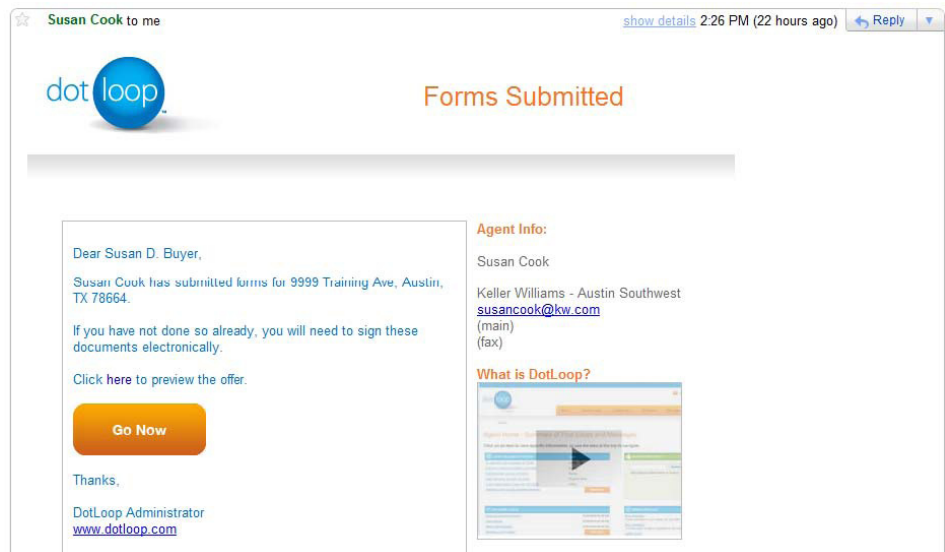 Susan Cook to me
show details 2:26 PM (22 hours ago)
Reply
dot loop
Forms Submitted
Dear Susan D. Buyer,
Susan Cook has submitted forms for 9999 Training Ave, Austin,
TX 78664.
If you have not done so already, you will need to sign these
documents electronically.
Click here to preview the offer.
Go Now
Thanks,
DotLoop Administrator
www.dotloop.com
Agent Info:
Susan Cook
Keller Williams - Austin Southwest
susancook@kw.com
(main)
(fax)
What is DotLoop?